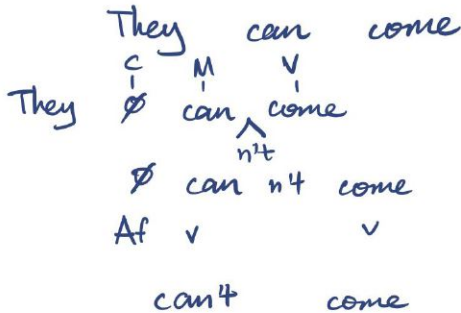 They can come
C M V
They Ø can come
n't
Ø can n't come
Af v v
can't come